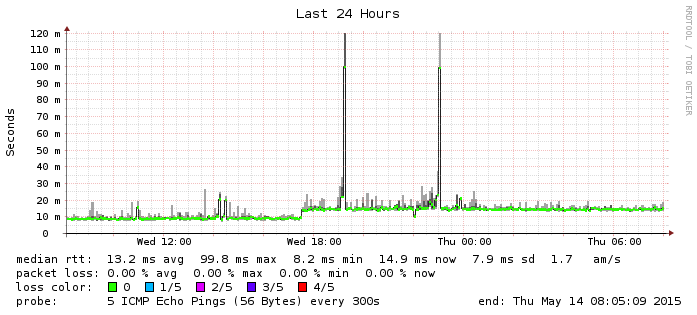 Last 24 Hours
RRDTOOL / TOBI OETIKER
Seconds
120 m
110 m
100 m
90 m
80 m
70 m
60 m
50 m
40 m
30 m
20 m
10 m
0
Wed 12:00 Wed 18:00 Thu 00:00 Thu 06:00
median rtt: 13.2 ms avg 99.8 ms max 8.2 ms min 14.9 ms now 7.9 ms sd 1.7 am/s
packet loss: 0.00 % avg 0.00 % max 0.00 % min 0.00 % now
loss color: 0 1/5 2/5 3/5 4/5
probe: 5 ICMP Echo Pings (56 Bytes) every 300s end: Thu May 14 08:05:09 2015